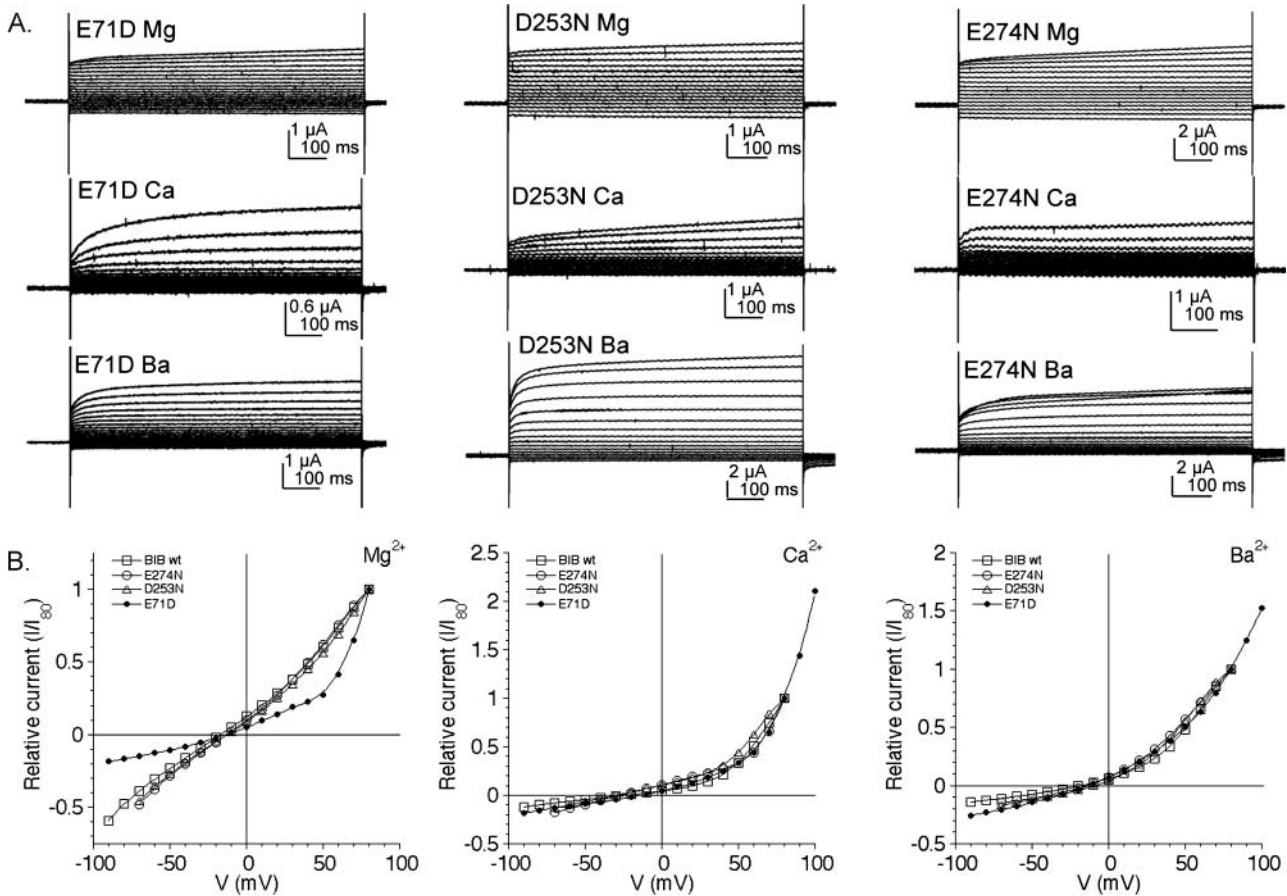 A.
E71D Mg
1 µA
100 ms
D253N Mg
1 µA
100 ms
E274N Mg
2 µA
100 ms
E71D Ca
0.6 µA
100 ms
D253N Ca
1 µA
100 ms
E274N Ca
1 µA
100 ms
E71D Ba
1 µA
100 ms
D253N Ba
2 µA
100 ms
E274N Ba
2 µA
100 ms
B.
Relative current (I/I80)
1
0.5
0
-0.5
BIB wt
E274N
D253N
E71D
Mg2+
-100 -50 0 50 100
V (mV)
Relative current (I/I80)
2.5
2
1.5
1
0.5
0
-0.5
BIB wt
E274N
D253N
E71D
Ca2+
-100 -50 0 50 100
V (mV)
Relative current (I/I80)
2
1.5
1
0.5
0
-0.5
BIB wt
E274N
D253N
E71D
Ba2+
-100 -50 0 50 100
V (mV)